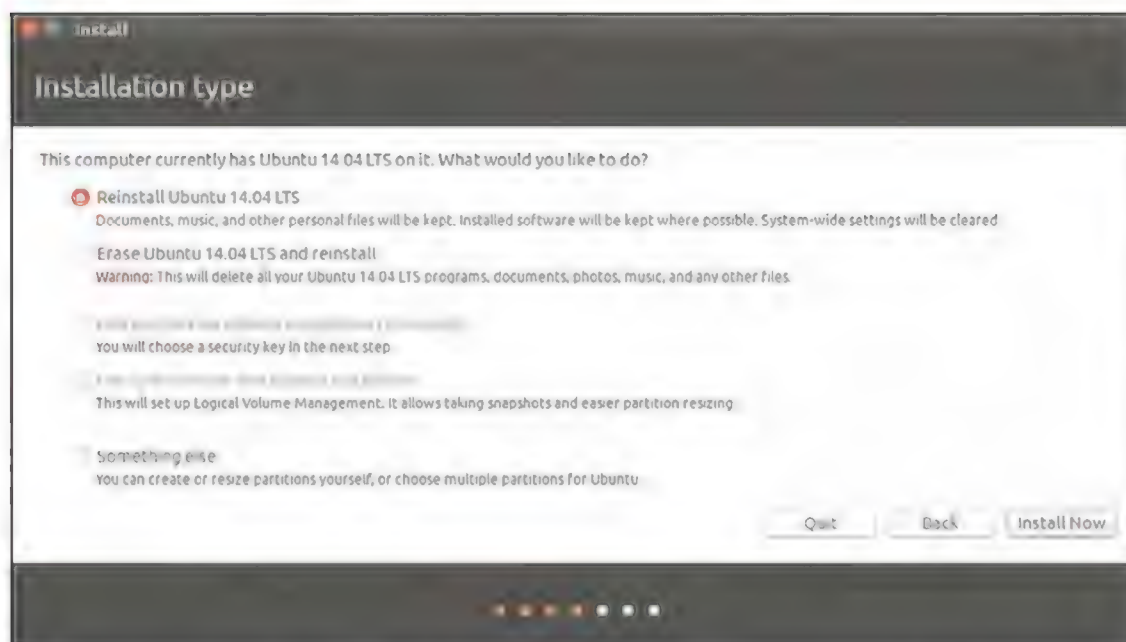 Install
Installation type
This computer currently has Ubuntu 14 04 LTS on it. What would you like to do?
Reinstall Ubuntu 14.04 LTS
Documents, music, and other personal files will be kept. Installed software will be kept where possible. System-wide settings will be cleared
Erase Ubuntu 14.04 LTS and reinstall
Warning: This will delete all your Ubuntu 14 04 LTS programs, documents, photos, music, and any other files.
You will choose a security key in the next step
This will set up Logical Volume Management. It allows taking snapshots and easier partition resizing
Something else
You can create or resize partitions yourself, or choose multiple partitions for Ubuntu
Quit
Back
Install Now